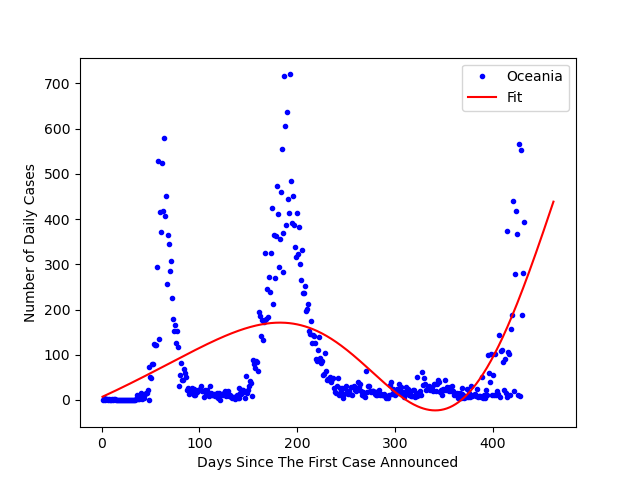 Oceania
Fit
700
600
500
400
300
200
100
0
Number of Daily Cases
0 100 200 300 400
Days Since The First Case Announced